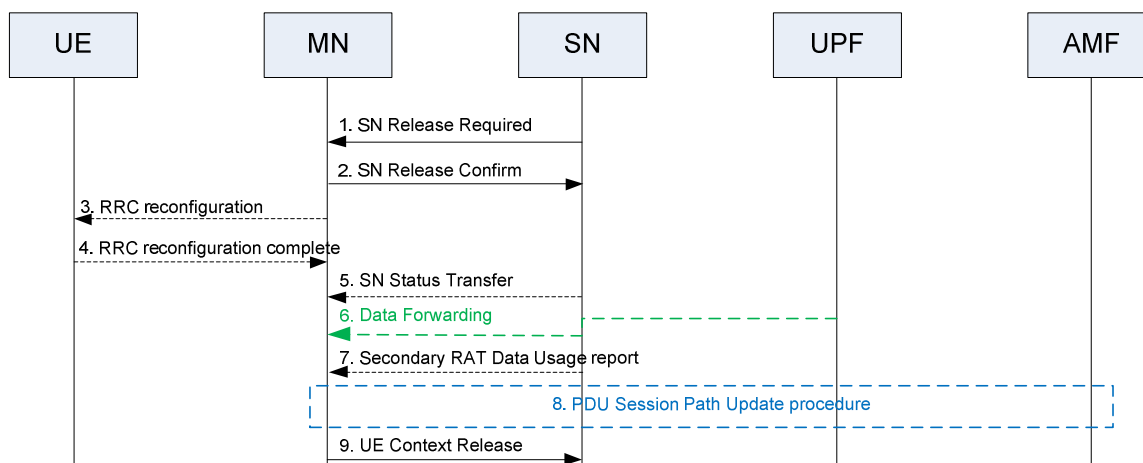 UE
MN
SN
UPF
AMF
1. SN Release Required
2. SN Release Confirm
3. RRC reconfiguration
4. RRC reconfiguration complete
5. SN Status Transfer
6. Data Forwarding
7. Secondary RAT Data Usage report
8. PDU Session Path Update procedure
9. UE Context Release